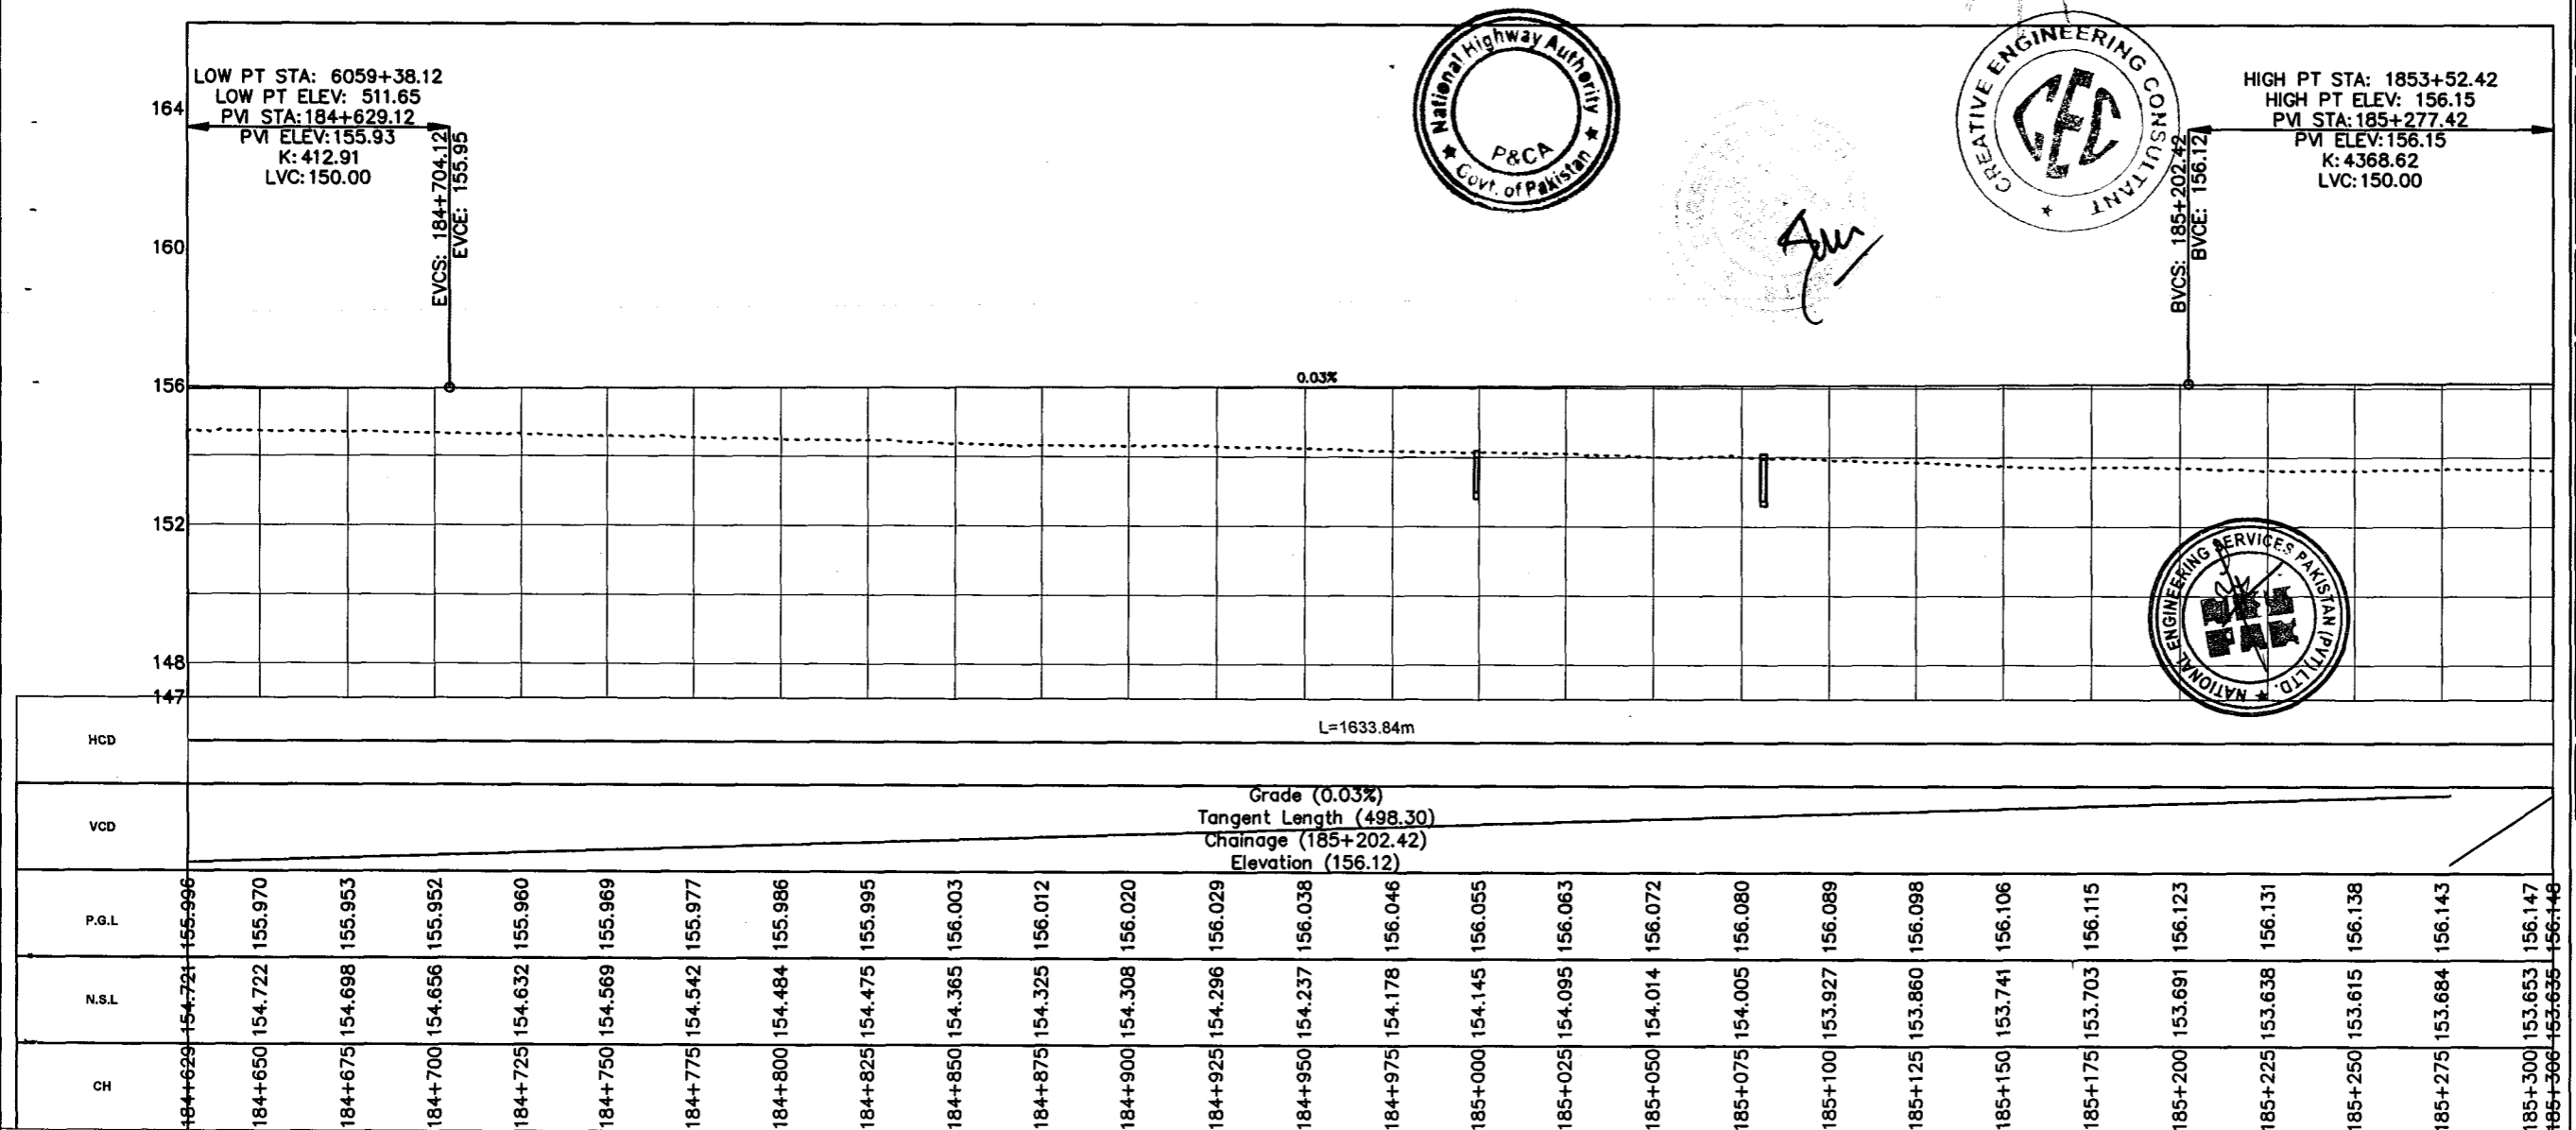 LOW PT STA: 6059+38.12
LOW PT ELEV: 511.65
PVI STA:184+629.12
PVI ELEV:155.93
K:412.91
LVC:150.00
EVCS: 184+704.12
EVCE: 155.95
National Highway Authority
P&CA
Govt. of Pakistan
CREATIVE ENGINEERING CONSULTANT
CEC
HIGH PT STA: 1853+52.42
HIGH PT ELEV: 156.15
PVI STA:185+277.42
PVI ELEV:156.15
K:4368.62
LVC:150.00
BVCS: 185+202.42
BVCE: 156.12
164
160
156
0.03%
152
148
147
NATIONAL ENGINEERING SERVICES PAKISTAN (PVT) LTD.
HCD
L=1633.84m
VCD
Grade (0.03%)
Tangent Length (498.30)
Chainage (185+202.42)
Elevation (156.12)
P.G.L 155.996 155.970 155.953 155.952 155.960 155.969 155.977 155.986 155.995 156.003 156.012 156.020 156.029 156.038 156.046 156.055 156.063 156.072 156.080 156.089 156.098 156.106 156.115 156.123 156.131 156.138 156.143 156.147 156.148
N.S.L 154.721 154.722 154.698 154.656 154.632 154.569 154.542 154.484 154.475 154.365 154.325 154.308 154.296 154.237 154.178 154.145 154.095 154.014 154.005 153.927 153.860 153.741 153.703 153.691 153.638 153.615 153.684 153.653 153.635
CH 184+629 184+650 184+675 184+700 184+725 184+750 184+775 184+800 184+825 184+850 184+875 184+900 184+925 184+950 184+975 185+000 185+025 185+050 185+075 185+100 185+125 185+150 185+175 185+200 185+225 185+250 185+275 185+300 185+306